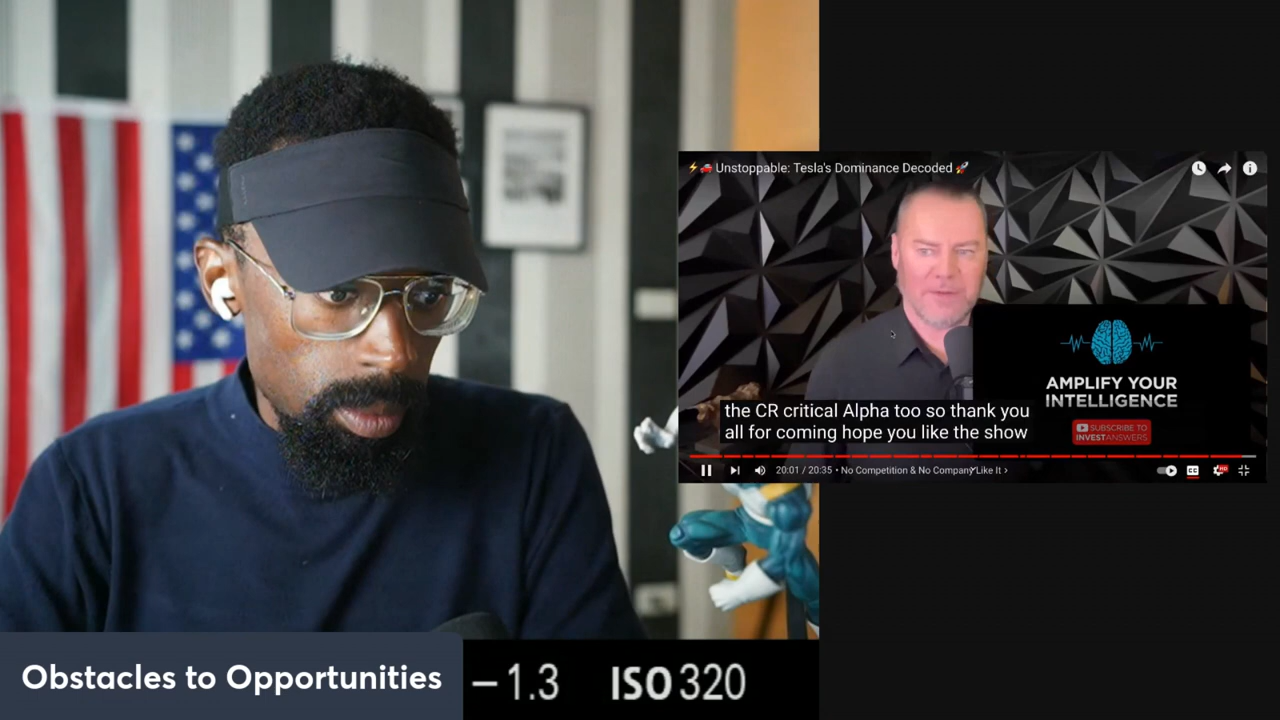 ⚡🚗 Unstoppable: Tesla's Dominance Decoded 🚀
AMPLIFY YOUR
INTELLIGENCE
SUBSCRIBE TO
INVESTANSWERS
the CR critical Alpha too so thank you
all for coming hope you like the show
20:01 / 20:35 • No Competition & No Company Like It ›
CC
HD
Obstacles to Opportunities
– 1.3 ISO 320